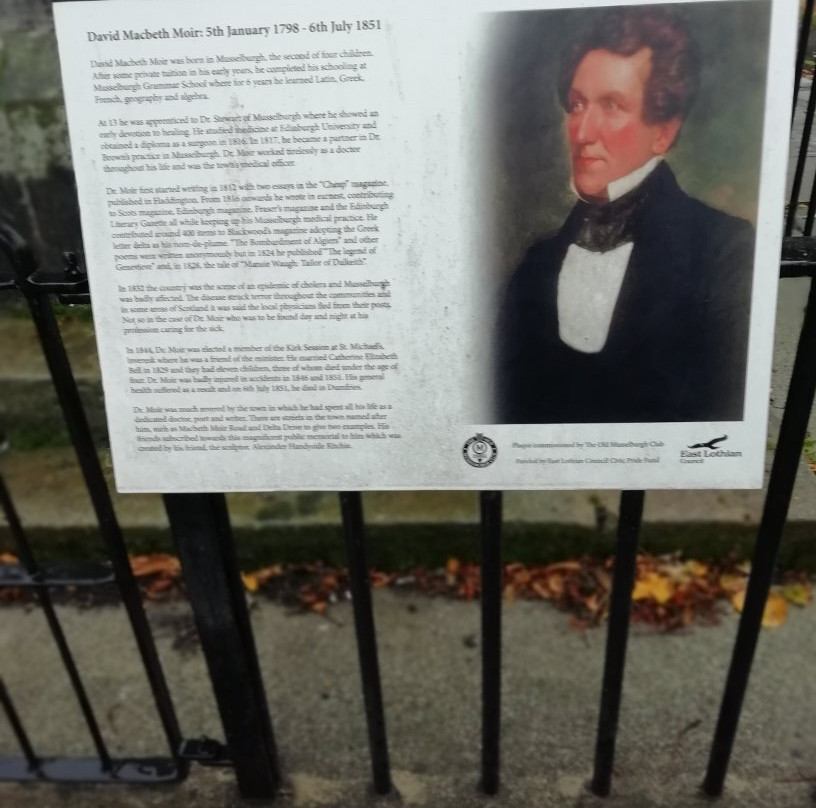 David Macbeth Moir: 5th January 1798 - 6th July 1851
David Macbeth Moir was born in Musselburgh, the second of four children.
After some private tuition in his early years, he completed his schooling at
Musselburgh Grammar School where for 6 years he learned Latin, Greek,
French, geography and algebra.
At 13 he was apprenticed to Dr. Stewart of Musselburgh where he showed an
early devotion to healing. He studied medicine at Edinburgh University and
obtained a diploma as a surgeon in 1816. In 1817, he became a partner in Dr.
Brown's practice in Musselburgh. Dr. Moir worked tirelessly as a doctor
throughout his life and was the town's medical officer.
Dr. Moir first started writing in 1812 with two essays in the "Cheap" magazine,
published in Haddington. From 1816 onwards he wrote in earnest, contributing
to Scots magazine, Edinburgh magazine, Fraser's magazine and the Edinburgh
Literary Gazette all while keeping up his Musselburgh medical practice. He
contributed around 400 items to Blackwood's magazine adopting the Greek
letter delta as his nom-de-plume. "The Bombardment of Algiers" and other
poems were written anonymously but in 1824 he published "The legend of
Genevieve" and, in 1828, the tale of "Mansie Waugh: Tailor of Dalkeith".
In 1832 the country was the scene of an epidemic of cholera and Musselburgh
was badly affected. The disease struck terror throughout the communities and
in some areas of Scotland it was said the local physicians fled from their posts.
Not so in the case of Dr. Moir who was to be found day and night at his
profession caring for the sick.
In 1844, Dr. Moir was elected a member of the Kirk Session at St. Michael's,
Inveresk where he was a friend of the minister. He married Catherine Elizabeth
Bell in 1829 and they had eleven children, three of whom died under the age of
four. Dr. Moir was badly injured in accidents in 1846 and 1851. His general
health suffered as a result and on 6th July 1851, he died in Dumfries.
Dr. Moir was much revered by the town in which he had spent all his life as a
dedicated doctor, poet and writer. There are streets in the town named after
him, such as Macbeth Moir Road and Delta Drive to give two examples. His
friends subscribed towards this magnificent public memorial to him which was
created by his friend, the sculptor, Alexander Handyside Ritchie.
Plaque commissioned by The Old Musselburgh Club
Funded by East Lothian Council Civic Pride Fund
East Lothian
Council